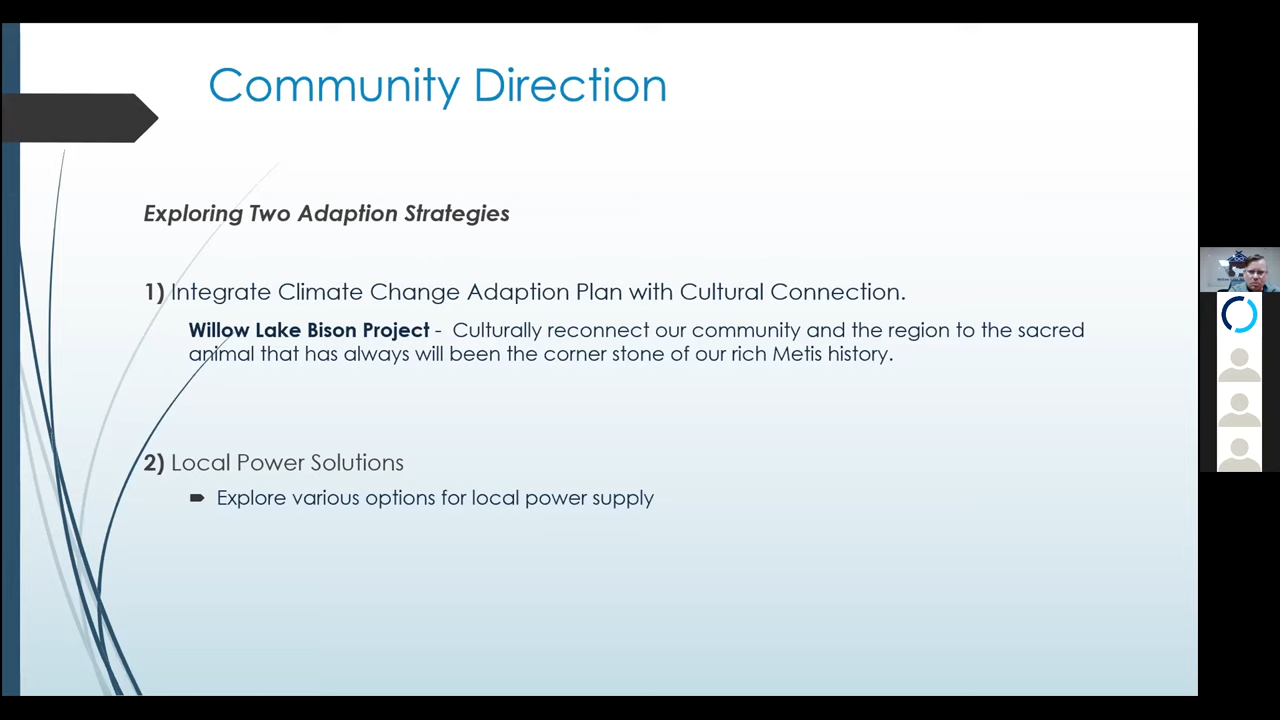 Community Direction
Exploring Two Adaption Strategies
1) Integrate Climate Change Adaption Plan with Cultural Connection.
Willow Lake Bison Project - Culturally reconnect our community and the region to the sacred
animal that has always will been the corner stone of our rich Metis history.
2) Local Power Solutions
Explore various options for local power supply